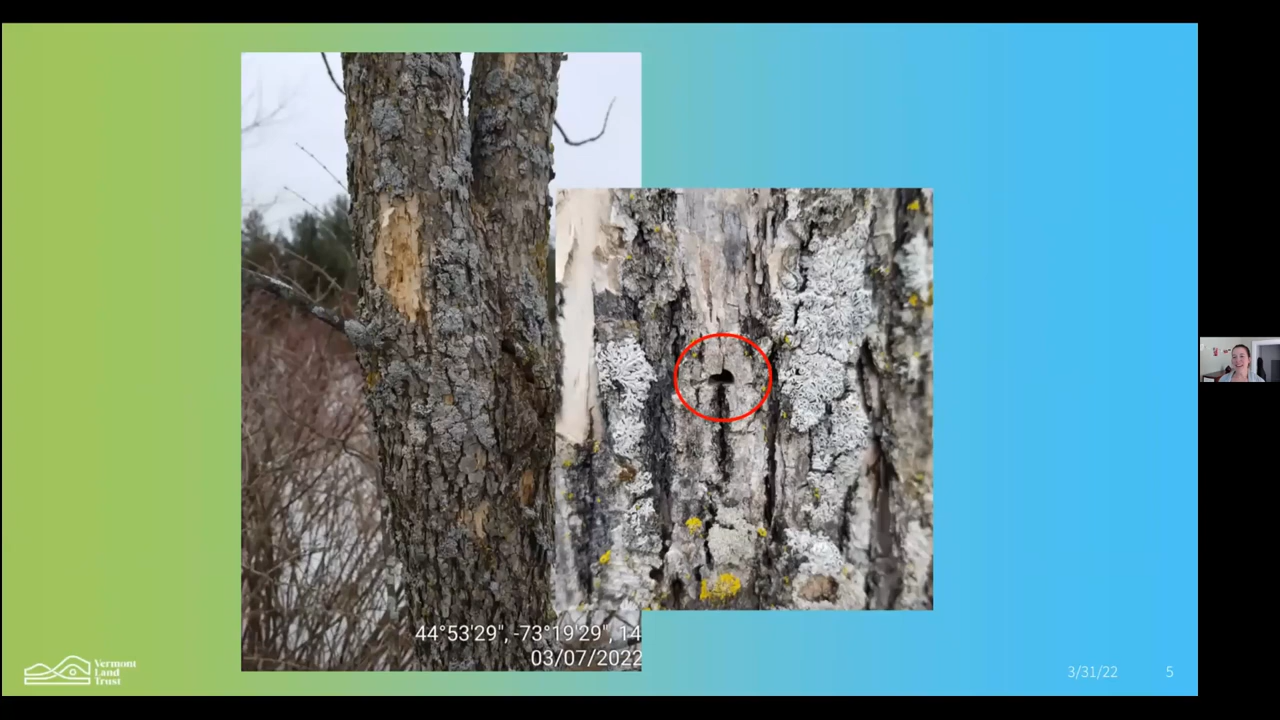 44°53'29", -73°19'29", 14
03/07/2022
Vermont
Land
Trust
3/31/22
5